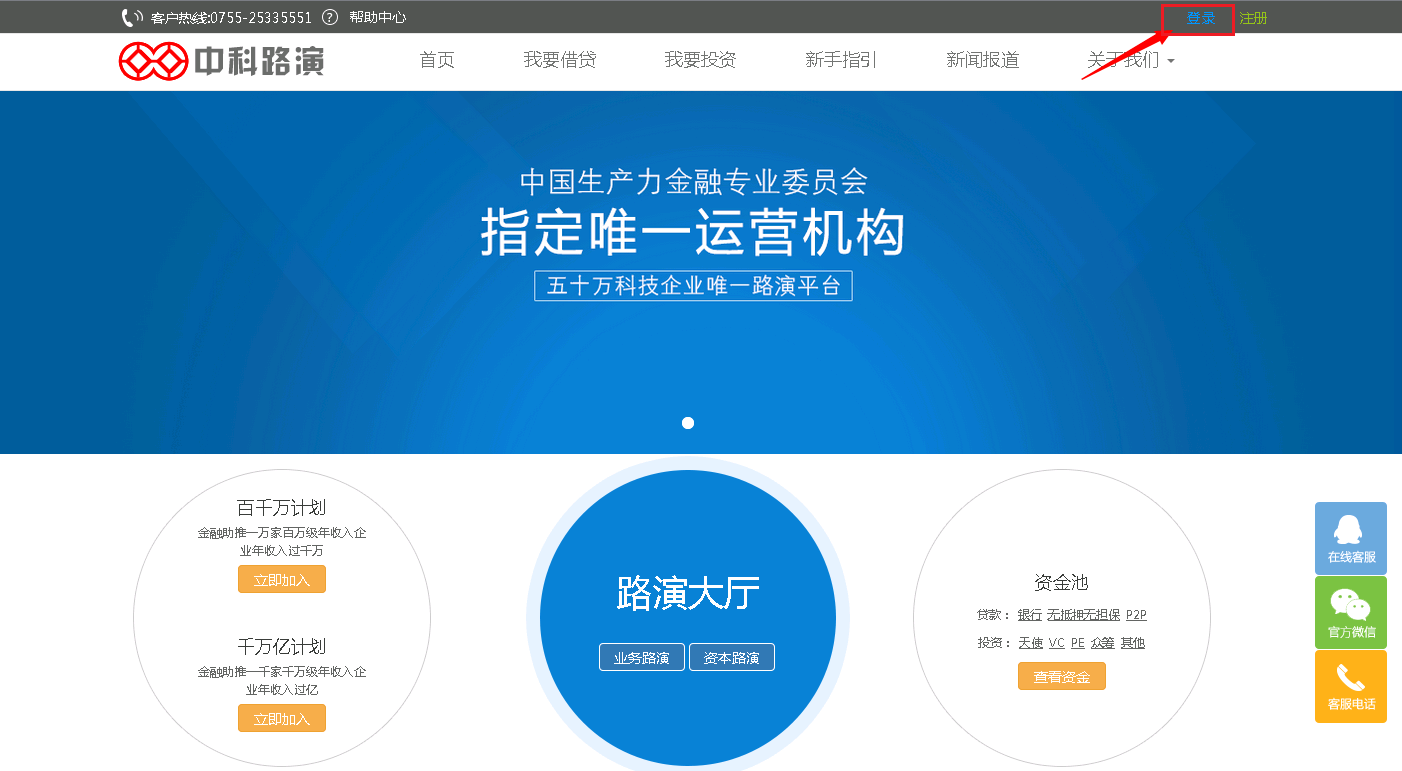 客户热线:0755-25335551 ? 帮助中心 登录 注册
中科路演 首页 我要借贷 我要投资 新手指引 新闻报道 关于我们
中国生产力金融专业委员会
指定唯一运营机构
五十万科技企业唯一路演平台
百千万计划
金融助推一万家百万级年收入企
业年收入过千万
立即加入
千万亿计划
金融助推一千家千万级年收入企
业年收入过亿
立即加入
路演大厅
业务路演 资本路演
资金池
贷款： 银行 无抵押无担保 P2P
投资： 天使 VC PE 众筹 其他
查看资金
在线客服
官方微信
客服电话